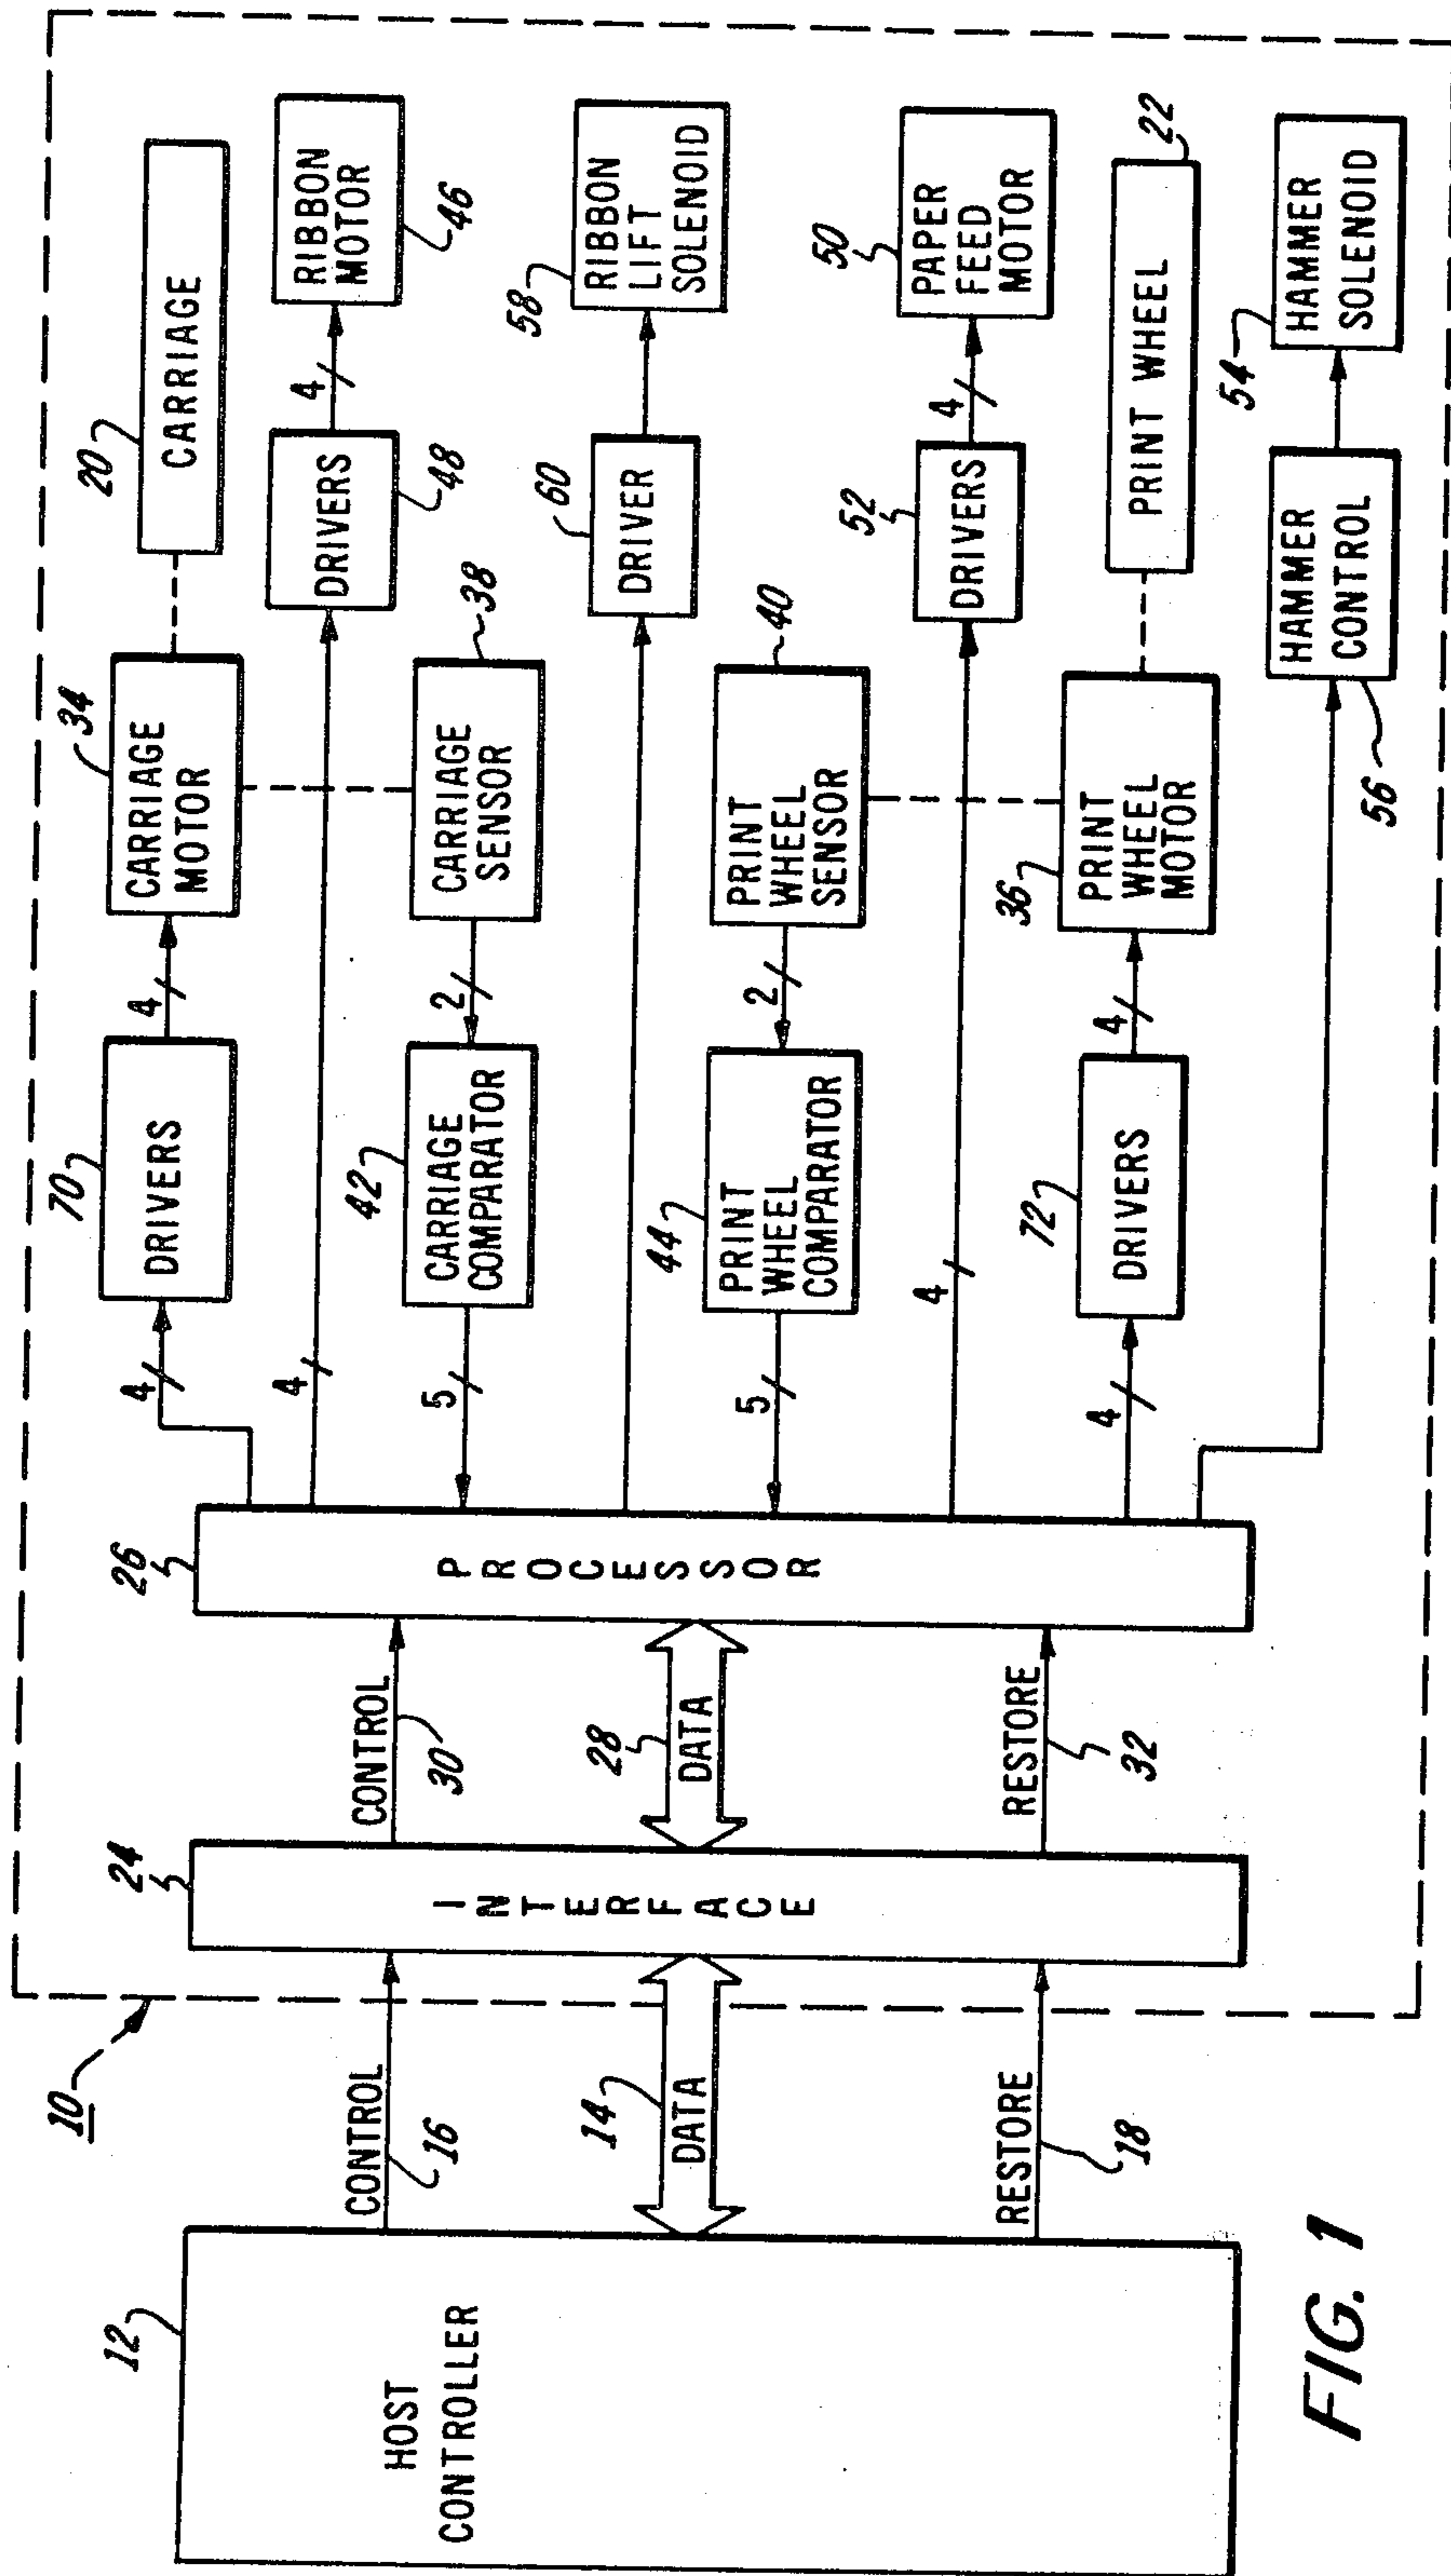 10
12
HOST
CONTROLLER
CONTROL
16
14
DATA
RESTORE
18
24
INTERFACE
CONTROL
30
28
DATA
RESTORE
32
26
PROCESSOR
4
70
DRIVERS
4
34
CARRIAGE
MOTOR
20
CARRIAGE
4
DRIVERS
48
4
RIBBON
MOTOR
46
5
42
CARRIAGE
COMPARATOR
2
CARRIAGE
SENSOR
38
60
DRIVER
58
RIBBON
LIFT
SOLENOID
5
44
PRINT
WHEEL
COMPARATOR
2
PRINT
WHEEL
SENSOR
40
4
52
DRIVERS
4
50
PAPER
FEED
MOTOR
4
72
DRIVERS
4
36
PRINT
WHEEL
MOTOR
PRINT WHEEL
22
HAMMER
CONTROL
56
54
HAMMER
SOLENOID
FIG. 1